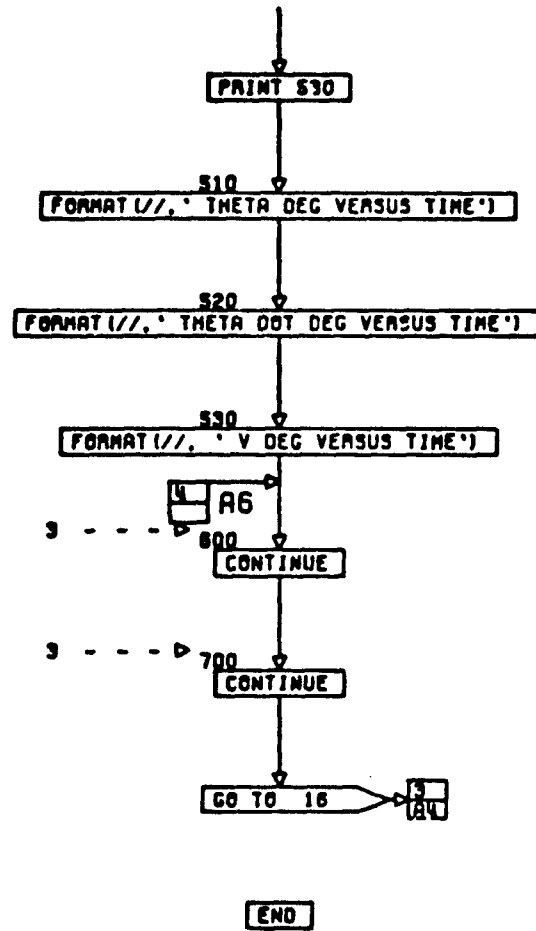 PRINT 530
510
FORMAT(//,' THETA DEG VERSUS TIME')
520
FORMAT(//,' THETA DOT DEG VERSUS TIME')
530
FORMAT(//, ' V DEG VERSUS TIME')
4 A6
3 600
CONTINUE
3 700
CONTINUE
GO TO 16
3
A4
END